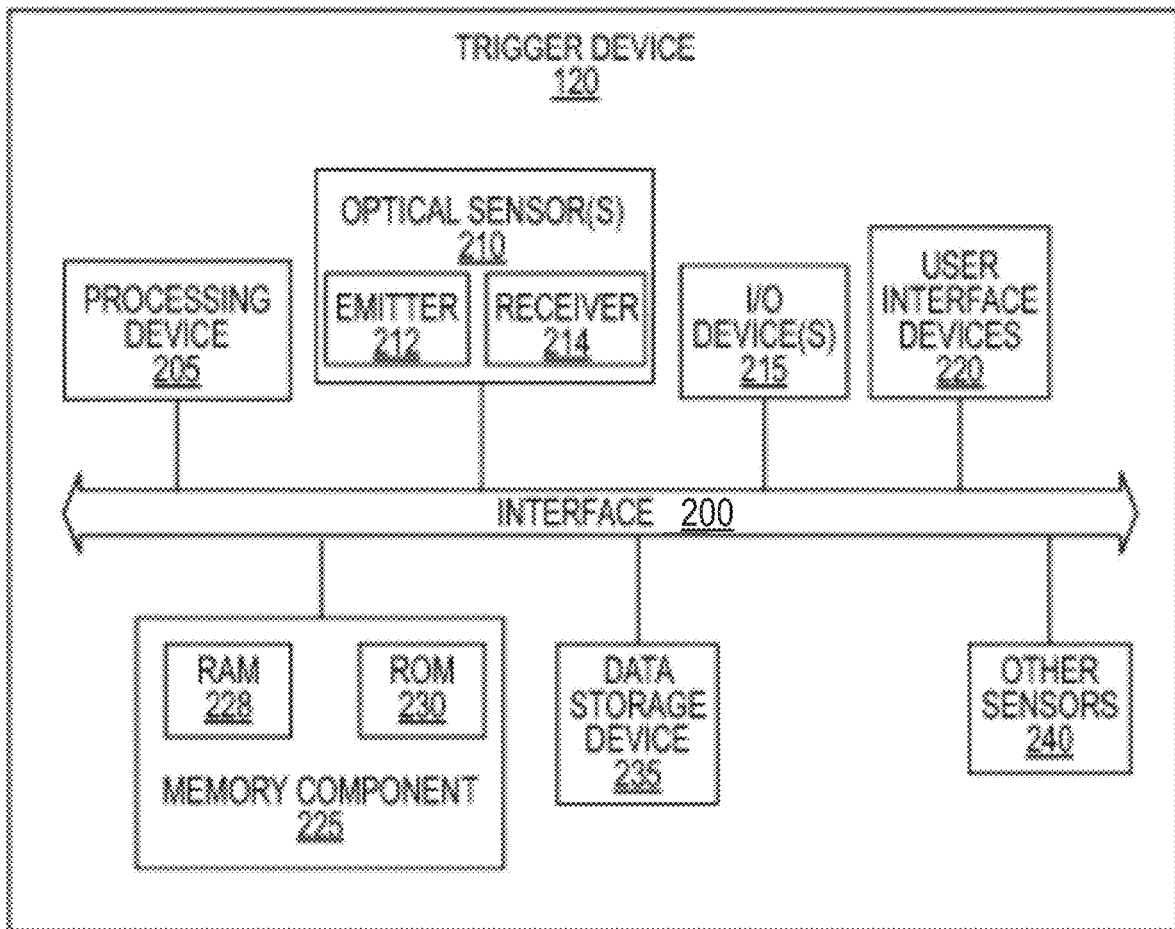 TRIGGER DEVICE
120
OPTICAL SENSOR(S)
210
EMITTER
212
RECEIVER
214
PROCESSING
DEVICE
205
I/O
DEVICE(S)
215
USER
INTERFACE
DEVICES
220
INTERFACE 200
RAM
228
ROM
230
MEMORY COMPONENT
225
DATA
STORAGE
DEVICE
235
OTHER
SENSORS
240